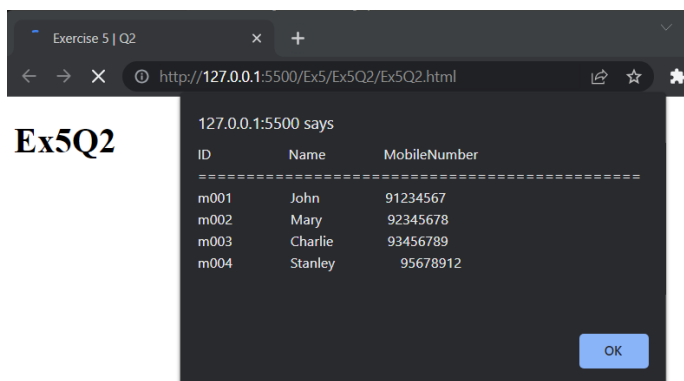 Exercise 5 | Q2
http://127.0.0.1:5500/Ex5/Ex5Q2/Ex5Q2.html
Ex5Q2
127.0.0.1:5500 says
ID Name MobileNumber
==============================================
m001 John 91234567
m002 Mary 92345678
m003 Charlie 93456789
m004 Stanley 95678912
OK